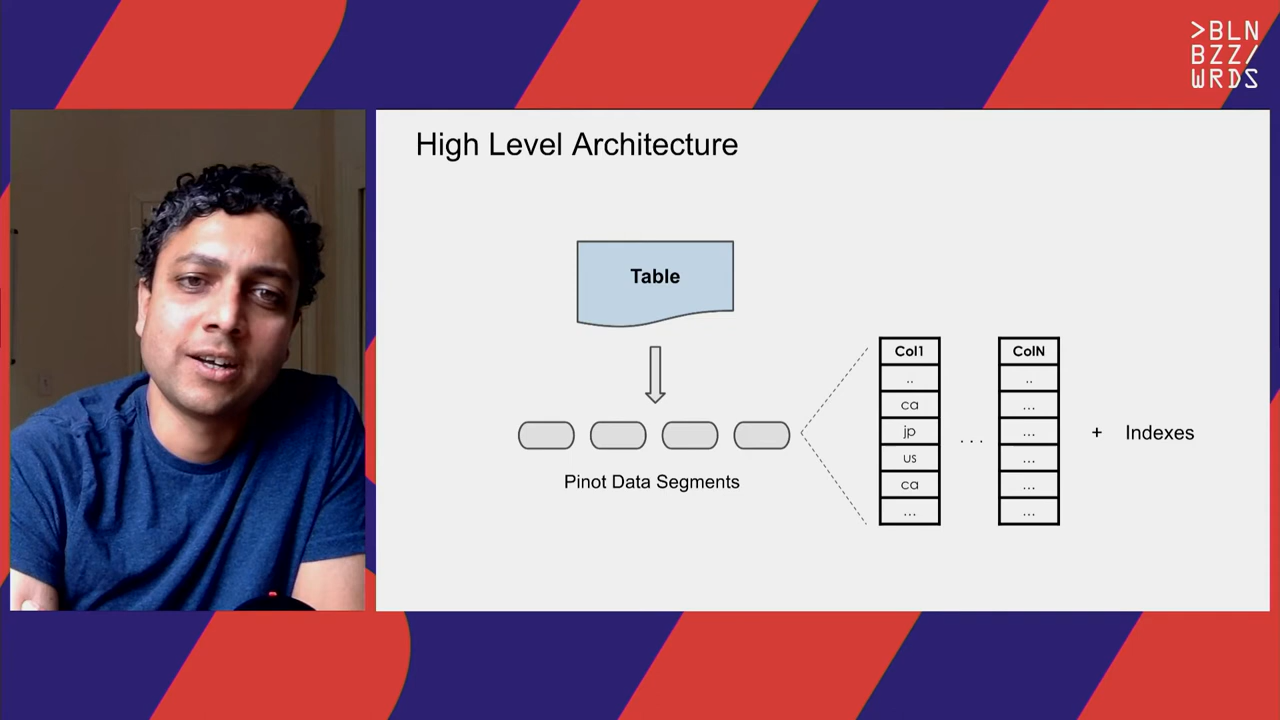 >BLN
BZZ/
WRDS
High Level Architecture
Table
Pinot Data Segments
Col1
..
ca
jp
us
ca
...
...
ColN
..
...
...
...
...
...
+ Indexes